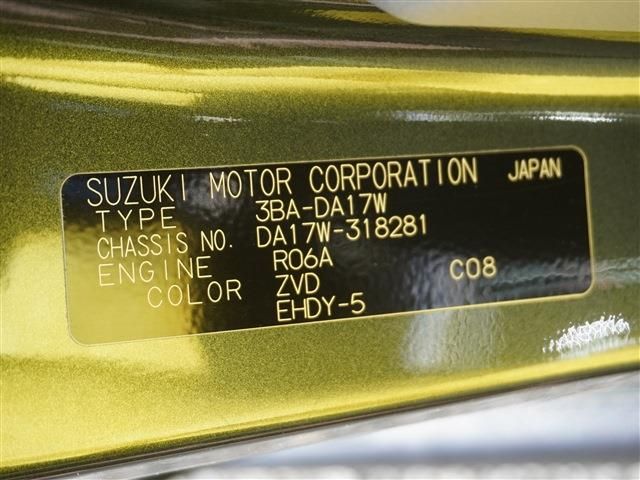 SUZUKI MOTOR CORPORATION JAPAN
TYPE 3BA-DA17W
CHASSIS NO. DA17W-318281
ENGINE R06A C08
COLOR ZVD
EHDY-5